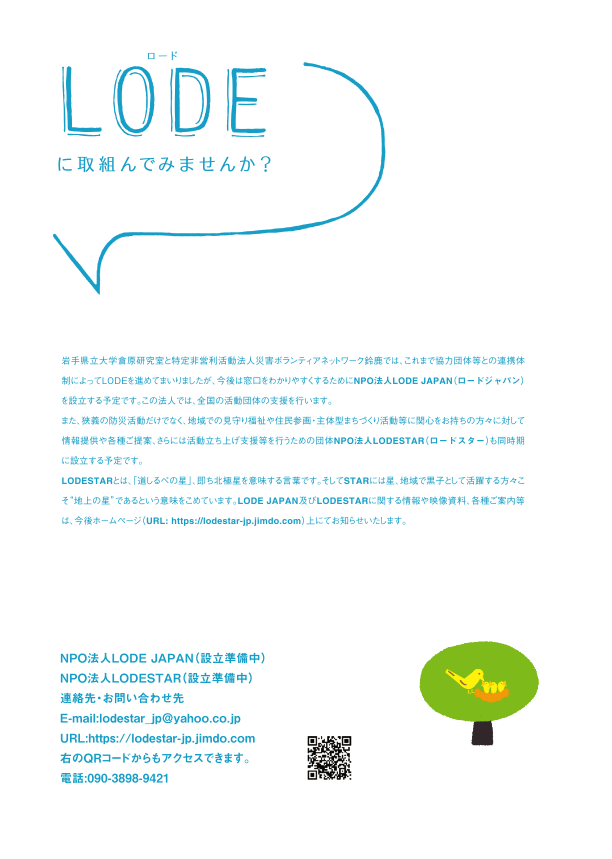 ロード
LODE
に取組んでみませんか？
岩手県立大学倉原研究室と特定非営利活動法人災害ボランティアネットワーク鈴鹿では、これまで協力団体等との連携体
制によってLODEを進めてまいりましたが、今後は窓口をわかりやすくするためにNPO法人LODE JAPAN（ロードジャパン）
を設立する予定です。この法人では、全国の活動団体の支援を行います。
また、狭義の防災活動だけでなく、地域での見守り福祉や住民参画・主体型まちづくり活動等に関心をお持ちの方々に対して
情報提供や各種ご提案、さらには活動立ち上げ支援等を行うための団体NPO法人LODESTAR（ロードスター）も同時期
に設立する予定です。
LODESTARとは、「道しるべの星」、即ち北極星を意味する言葉です。そしてSTARには星、地域で黒子として活躍する方々こ
そ“地上の星”であるという意味をこめています。LODE JAPAN及びLODESTARに関する情報や映像資料、各種ご案内等
は、今後ホームページ（URL: https://lodestar-jp.jimdo.com）上にてお知らせいたします。
NPO法人LODE JAPAN（設立準備中）
NPO法人LODESTAR（設立準備中）
連絡先・お問い合わせ先
E-mail:lodestar_jp@yahoo.co.jp
URL:https://lodestar-jp.jimdo.com
右のQRコードからもアクセスできます。
電話:090-3898-9421